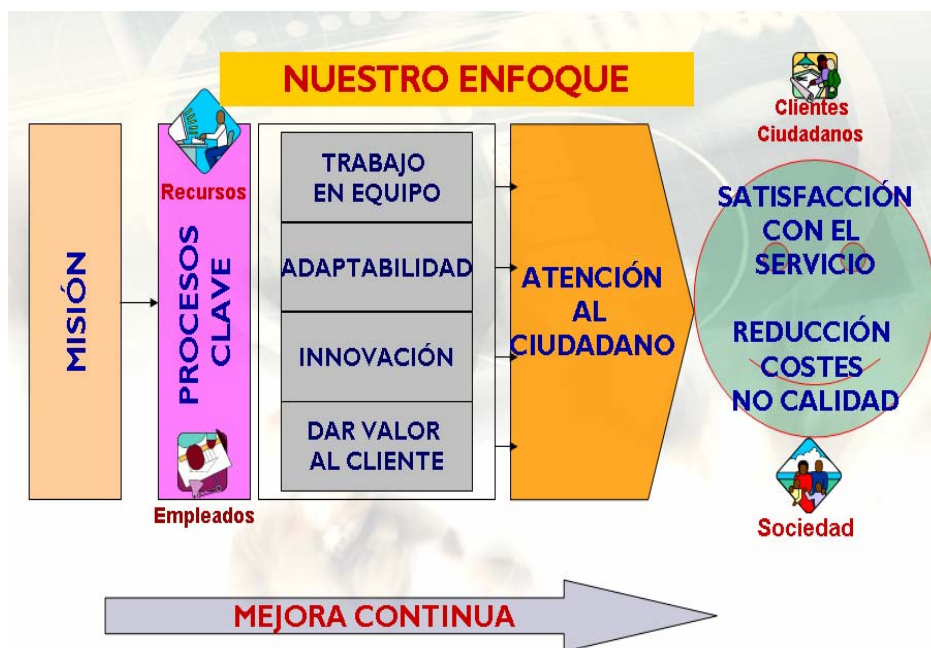 NUESTRO ENFOQUE
Clientes
Ciudadanos
MISIÓN
Recursos
PROCESOS
CLAVE
Empleados
TRABAJO
EN EQUIPO
ADAPTABILIDAD
INNOVACIÓN
DAR VALOR
AL CLIENTE
ATENCIÓN
AL
CIUDADANO
SATISFACCIÓN
CON EL
SERVICIO
REDUCCIÓN
COSTES
NO CALIDAD
Sociedad
MEJORA CONTINUA